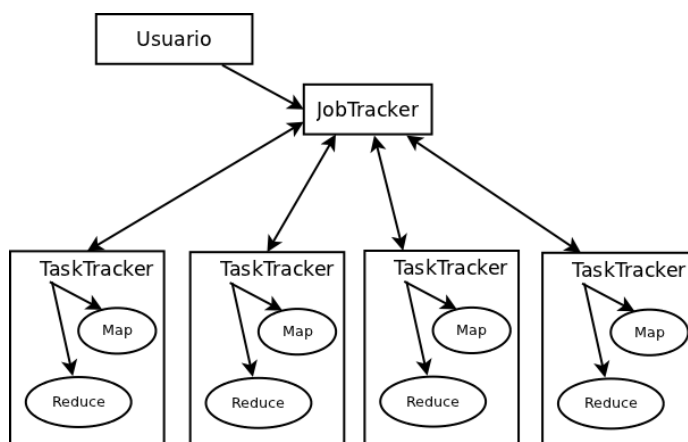 Usuario
JobTracker
TaskTracker
Map
Reduce
TaskTracker
Map
Reduce
TaskTracker
Map
Reduce
TaskTracker
Map
Reduce